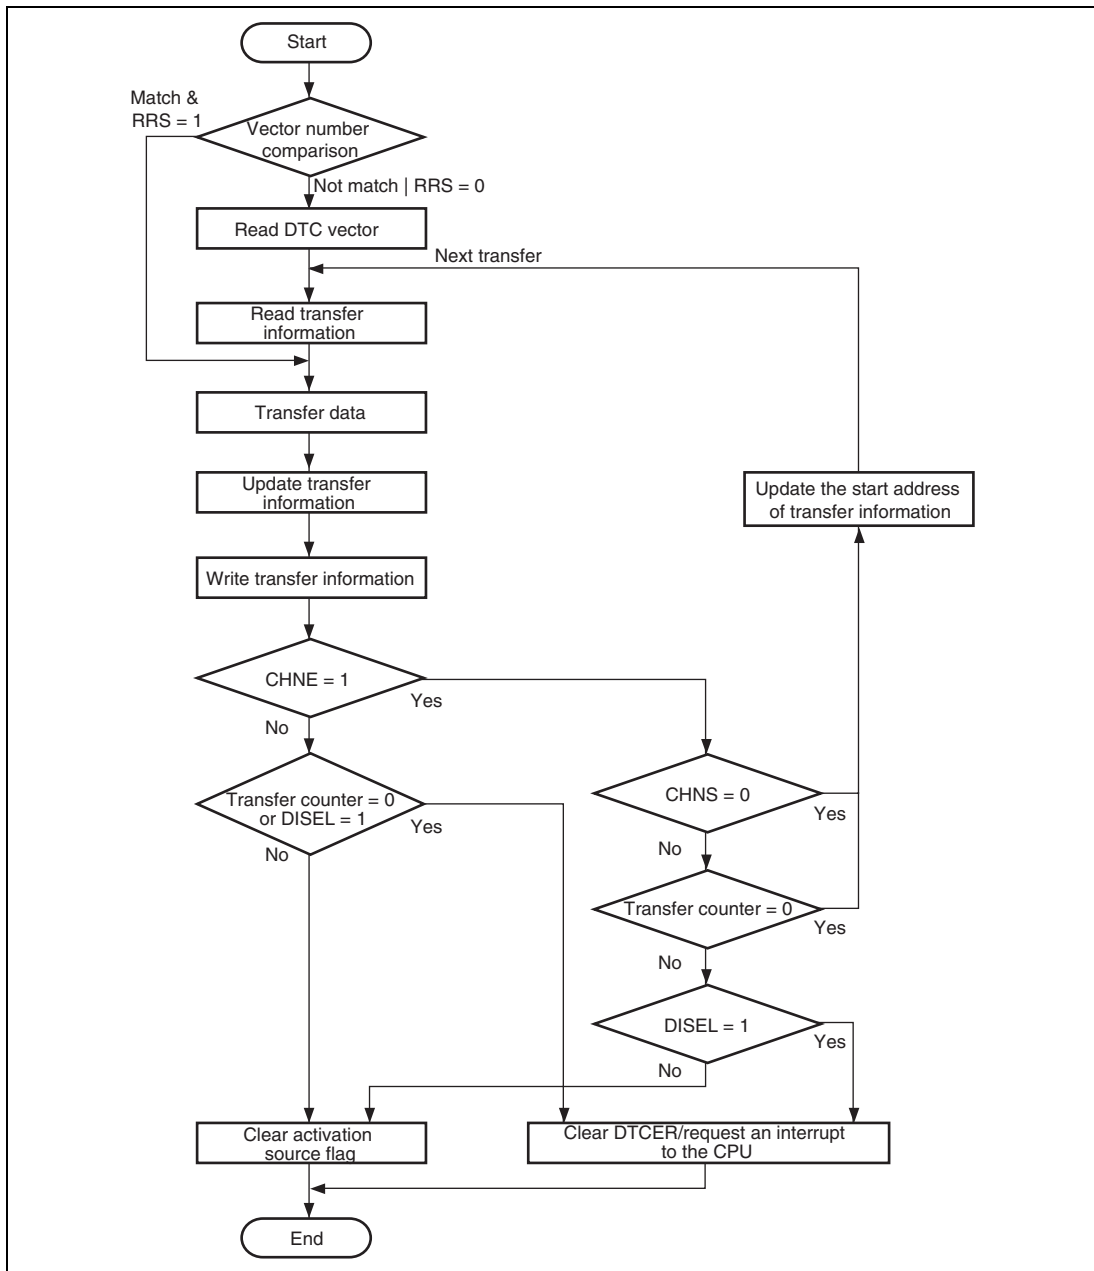 Start
Match &
RRS = 1
Vector number
comparison
Not match | RRS = 0
Read DTC vector
Next transfer
Read transfer
information
Transfer data
Update transfer
information
Update the start address
of transfer information
Write transfer information
CHNE = 1
Yes
No
Transfer counter = 0
or DISEL = 1
Yes
No
CHNS = 0
Yes
No
Transfer counter = 0
Yes
No
DISEL = 1
Yes
No
Clear activation
source flag
Clear DTCER/request an interrupt
to the CPU
End